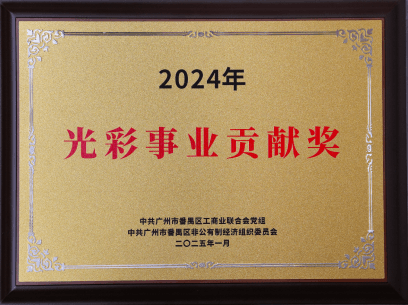 2024年
光彩事业贡献奖
中共广州市番禺区工商业联合会党组
中共广州市番禺区非公有制经济组织委员会
二〇二五年一月